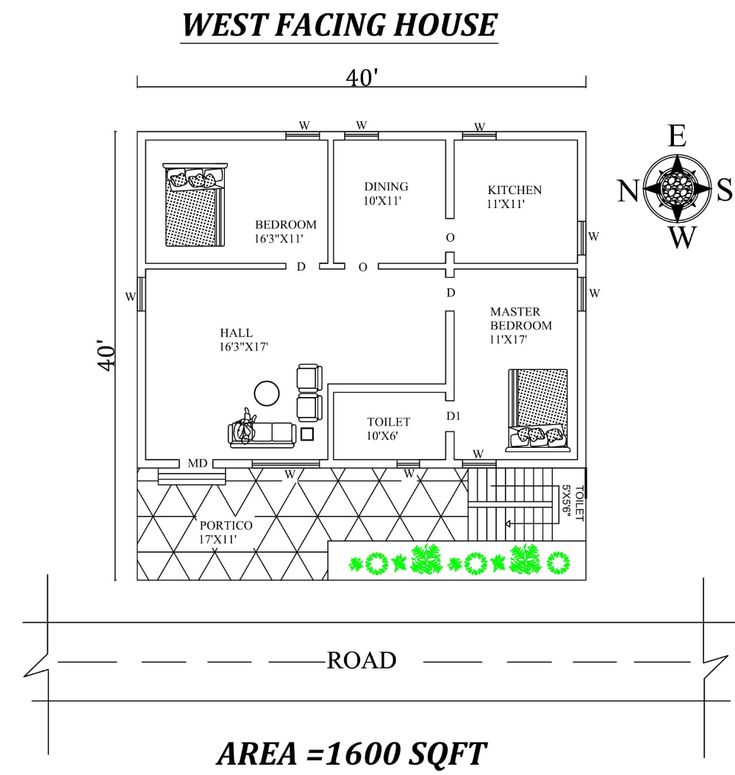 WEST FACING HOUSE
40'
E
N
S
W
40'
W
W
W
DINING
10'X11'
KITCHEN
11'X11'
BEDROOM
16'3"X11'
O
W
D
O
W
D
W
HALL
16'3"X17'
MASTER
BEDROOM
11'X17'
TOILET
10'X6'
D1
MD
W
W
W
PORTICO
17'X11'
TOILET
5'X5'6"
ROAD
AREA =1600 SQFT